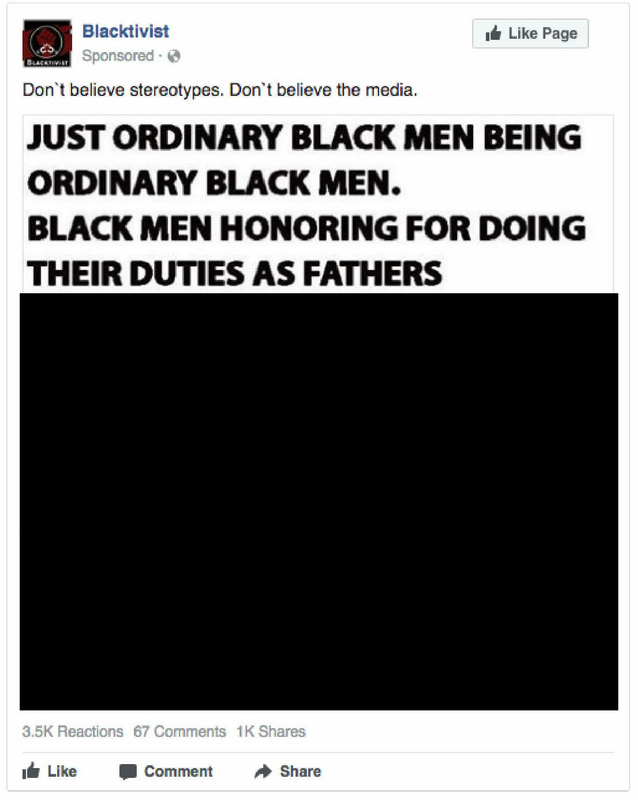 Blacktivist
Like Page
Sponsored ·
BLACKTIVIST
Don`t believe stereotypes. Don`t believe the media.
JUST ORDINARY BLACK MEN BEING
ORDINARY BLACK MEN.
BLACK MEN HONORING FOR DOING
THEIR DUTIES AS FATHERS
3.5K Reactions 67 Comments 1K Shares
Like Comment Share